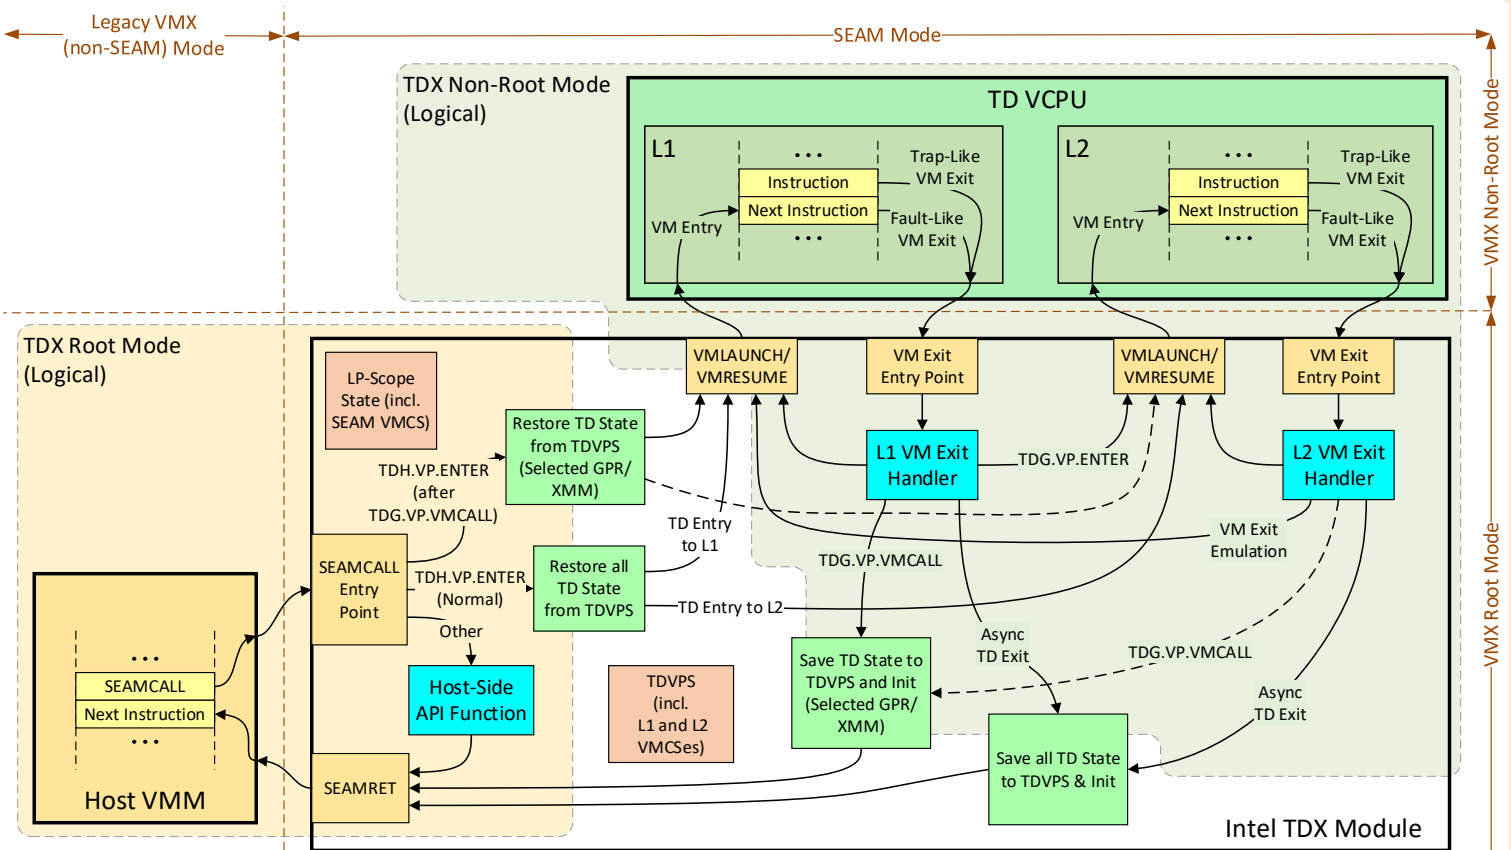 Legacy VMX
(non-SEAM) Mode
SEAM Mode
VMX Non-Root Mode
VMX Root Mode
TDX Non-Root Mode
(Logical)
TD VCPU
L1
• • •
Instruction
Next Instruction
• • •
VM Entry
Trap-Like
VM Exit
Fault-Like
VM Exit
L2
• • •
Instruction
Next Instruction
• • •
VM Entry
Trap-Like
VM Exit
Fault-Like
VM Exit
TDX Root Mode
(Logical)
LP-Scope
State (incl.
SEAM VMCS)
VMLAUNCH/
VMRESUME
VM Exit
Entry Point
VMLAUNCH/
VMRESUME
VM Exit
Entry Point
TDH.VP.ENTER
(after
TDG.VP.VMCALL)
Restore TD State
from TDVPS
(Selected GPR/
XMM)
L1 VM Exit
Handler
TDG.VP.ENTER
L2 VM Exit
Handler
TD Entry
to L1
VM Exit
Emulation
SEAMCALL
Entry
Point
TDH.VP.ENTER
(Normal)
Restore all
TD State
from TDVPS
TDG.VP.VMCALL
TD Entry to L2
Other
Async
TD Exit
TDG.VP.VMCALL
Async
TD Exit
• • •
SEAMCALL
Next Instruction
• • •
Host VMM
Host-Side
API Function
TDVPS
(incl.
L1 and L2
VMCSes)
Save TD State to
TDVPS and Init
(Selected GPR/
XMM)
Save all TD State
to TDVPS & Init
SEAMRET
Intel TDX Module